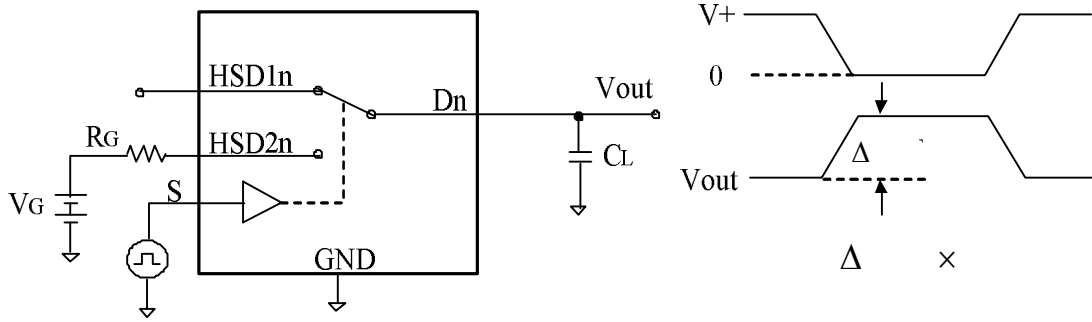 HSD1n
Dn
Vout
RG
HSD2n
CL
VG
S
GND
V+
0
Δ
Vout
Δ ×